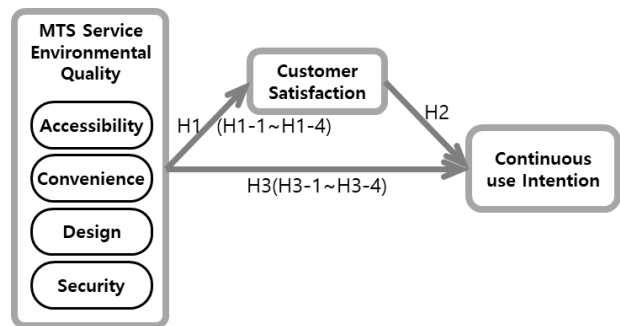 MTS Service
Environmental
Quality
Accessibility
Convenience
Design
Security
H1 (H1-1~H1-4)
Customer
Satisfaction
H2
H3(H3-1~H3-4)
Continuous
use Intention